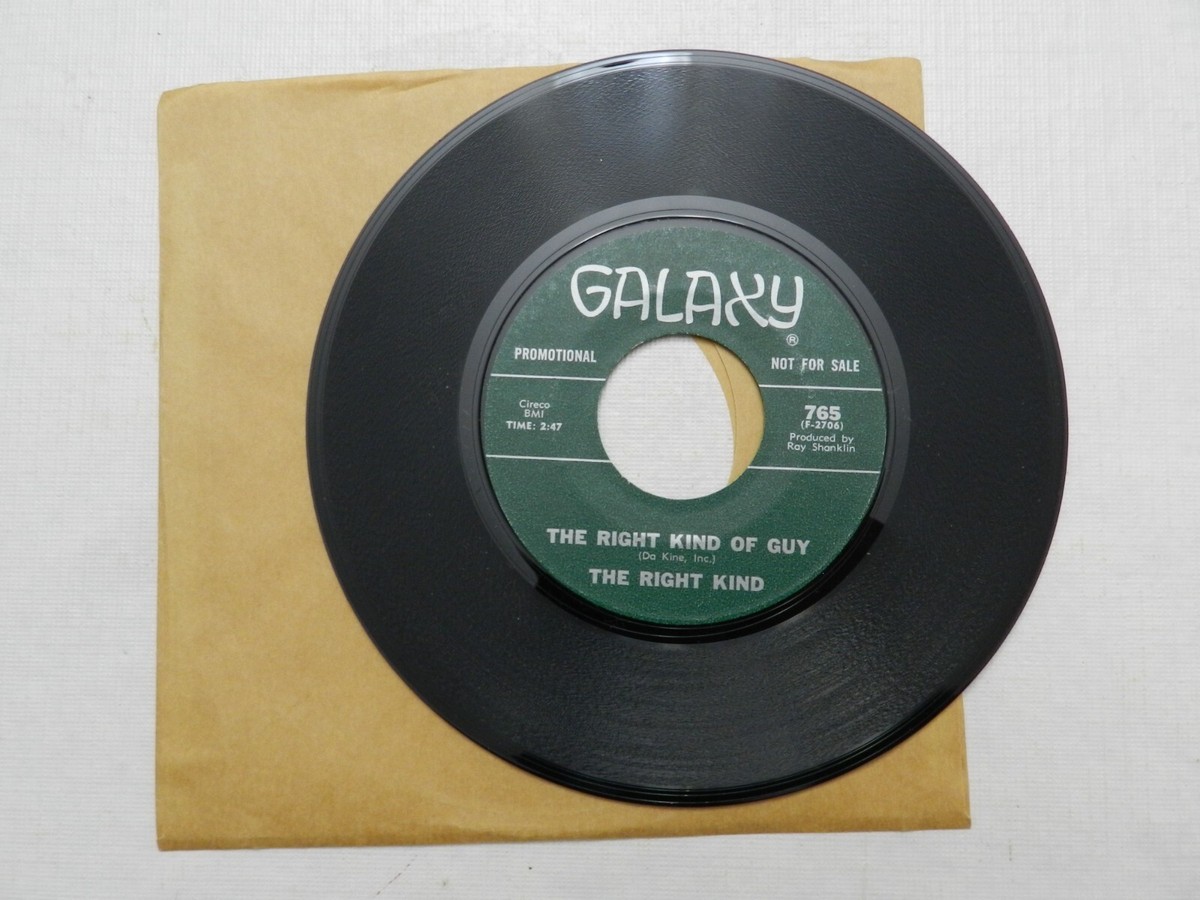 GALAXY
®
PROMOTIONAL
NOT FOR SALE
Cireco
BMI
TIME: 2:47
765
(F-2706)
Produced by
Ray Shanklin
THE RIGHT KIND OF GUY
(Da Kine, Inc.)
THE RIGHT KIND